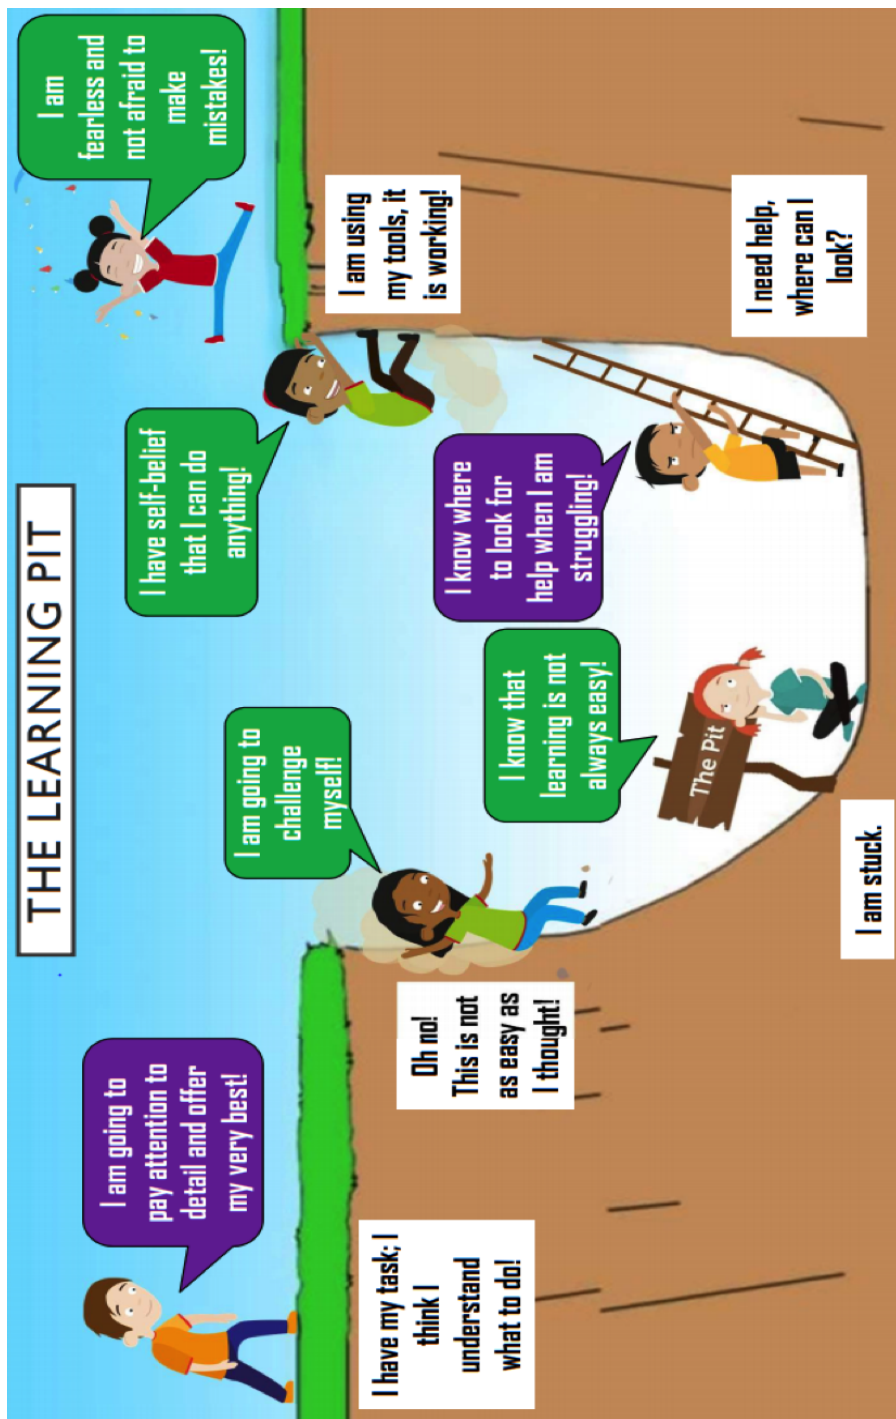 THE LEARNING PIT
I am going to
pay attention to
detail and offer
my very best!
I have my task; I
think I
understand
what to do!
I am going to
challenge
myself!
Oh no!
This is not
as easy as
I thought!
I know that
learning is not
always easy!
The Pit
I am stuck.
I know where
to look for
help when I am
struggling!
I need help,
where can I
look?
I have self-belief
that I can do
anything!
I am using
my tools, it
is working!
I am
fearless and
not afraid to
make
mistakes!